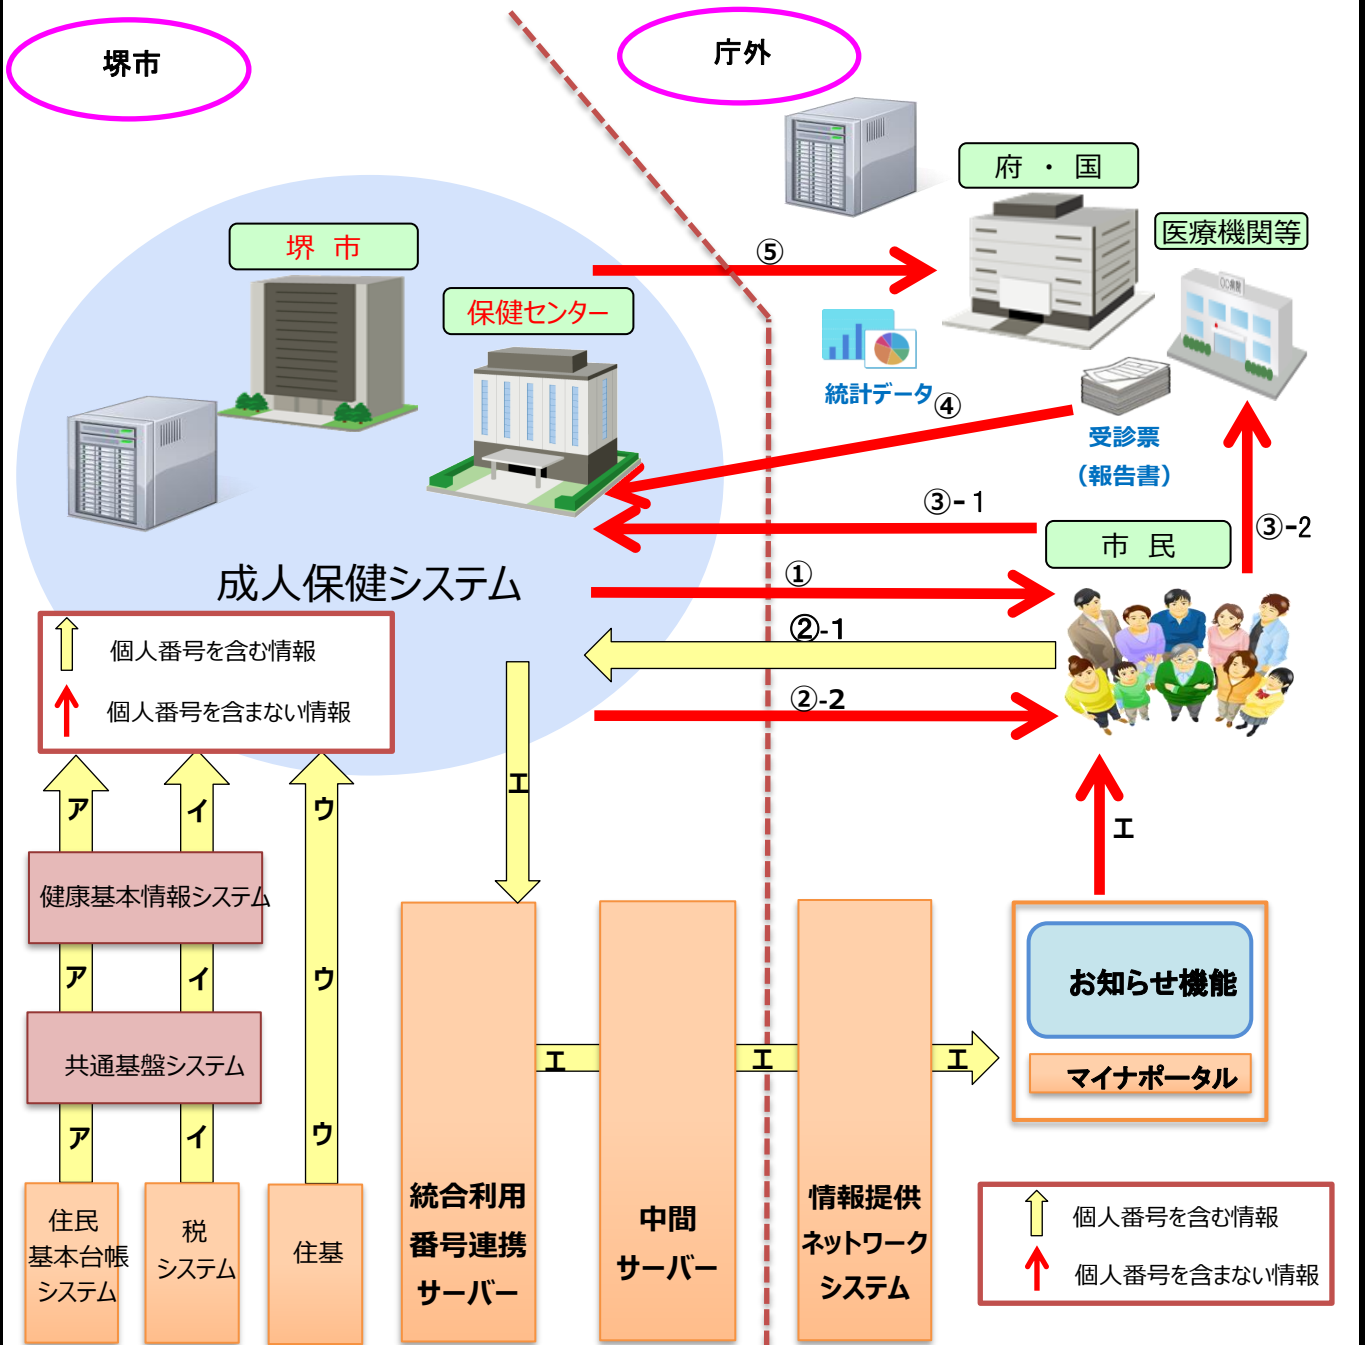 堺市
庁外
府・国
医療機関等
〇〇病院
堺 市
保健センター
⑤
統計データ
④
受診票
(報告書)
③-1
③-2
市 民
①
②-1
②-2
成人保健システム
個人番号を含む情報
個人番号を含まない情報
ア
イ
ウ
エ
エ
健康基本情報システム
ア
イ
ウ
お知らせ機能
共通基盤システム
エ
エ
エ
マイナポータル
ア
イ
ウ
住民
基本台帳
システム
税
システム
住基
統合利用
番号連携
サーバー
中間
サーバー
情報提供
ネットワーク
システム
個人番号を含む情報
個人番号を含まない情報